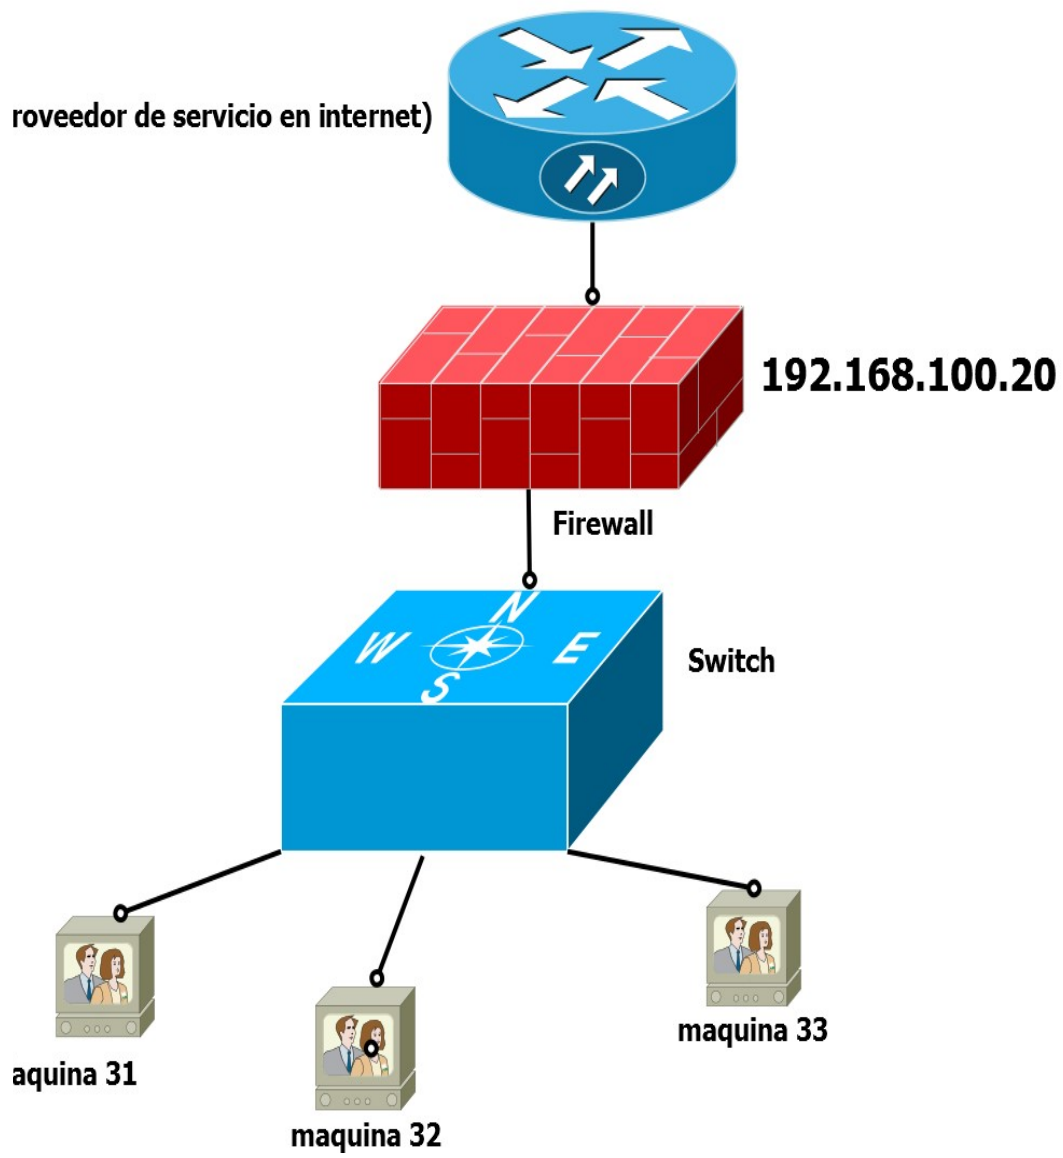 roveedor de servicio en internet)
192.168.100.20
Firewall
N
W
E
S
Switch
maquina 33
aquina 31
maquina 32